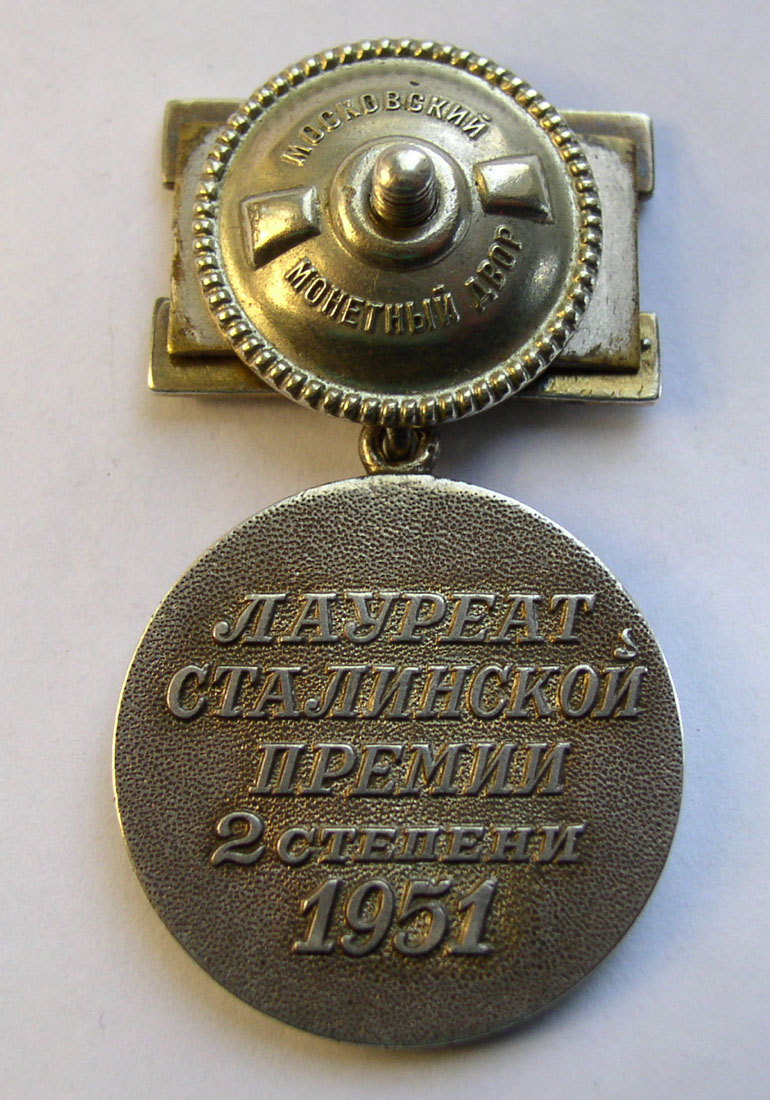 МОСКОВСКИЙ
МОНЕТНЫЙ ДВОР
ЛАУРЕАТ
СТАЛИНСКОЙ
ПРЕМИИ
2 СТЕПЕНИ
1951